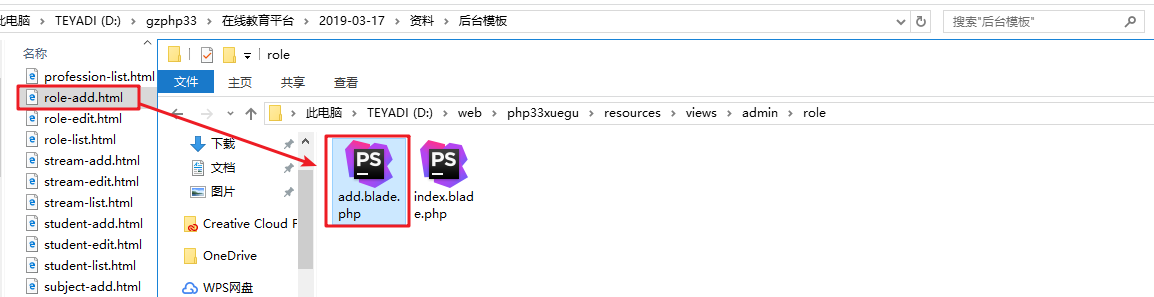 此电脑 › TEYADI (D:) › gzphp33 › 在线教育平台 › 2019-03-17 › 资料 › 后台模板
搜索"后台模板"
名称
profession-list.html
role-add.html
role-edit.html
role-list.html
stream-add.html
stream-edit.html
stream-list.html
student-add.html
student-edit.html
student-list.html
subject-add.html
role
文件 主页 共享 查看
此电脑 › TEYADI (D:) › web › php33xuegu › resources › views › admin › role
下载
文档
图片
Creative Cloud F
OneDrive
WPS网盘
PS
add.blade.
php
PS
index.blad
e.php